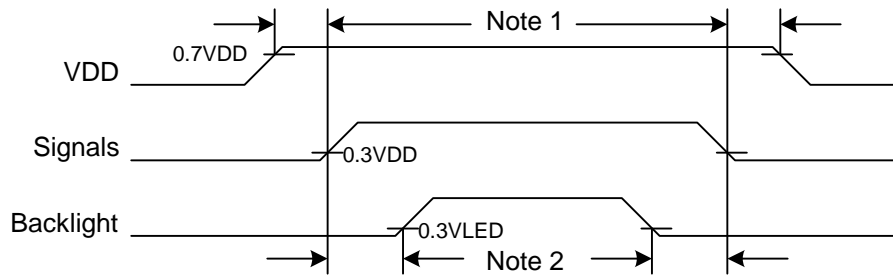 Note 1
0.7VDD
VDD
Signals
0.3VDD
Backlight
0.3VLED
Note 2